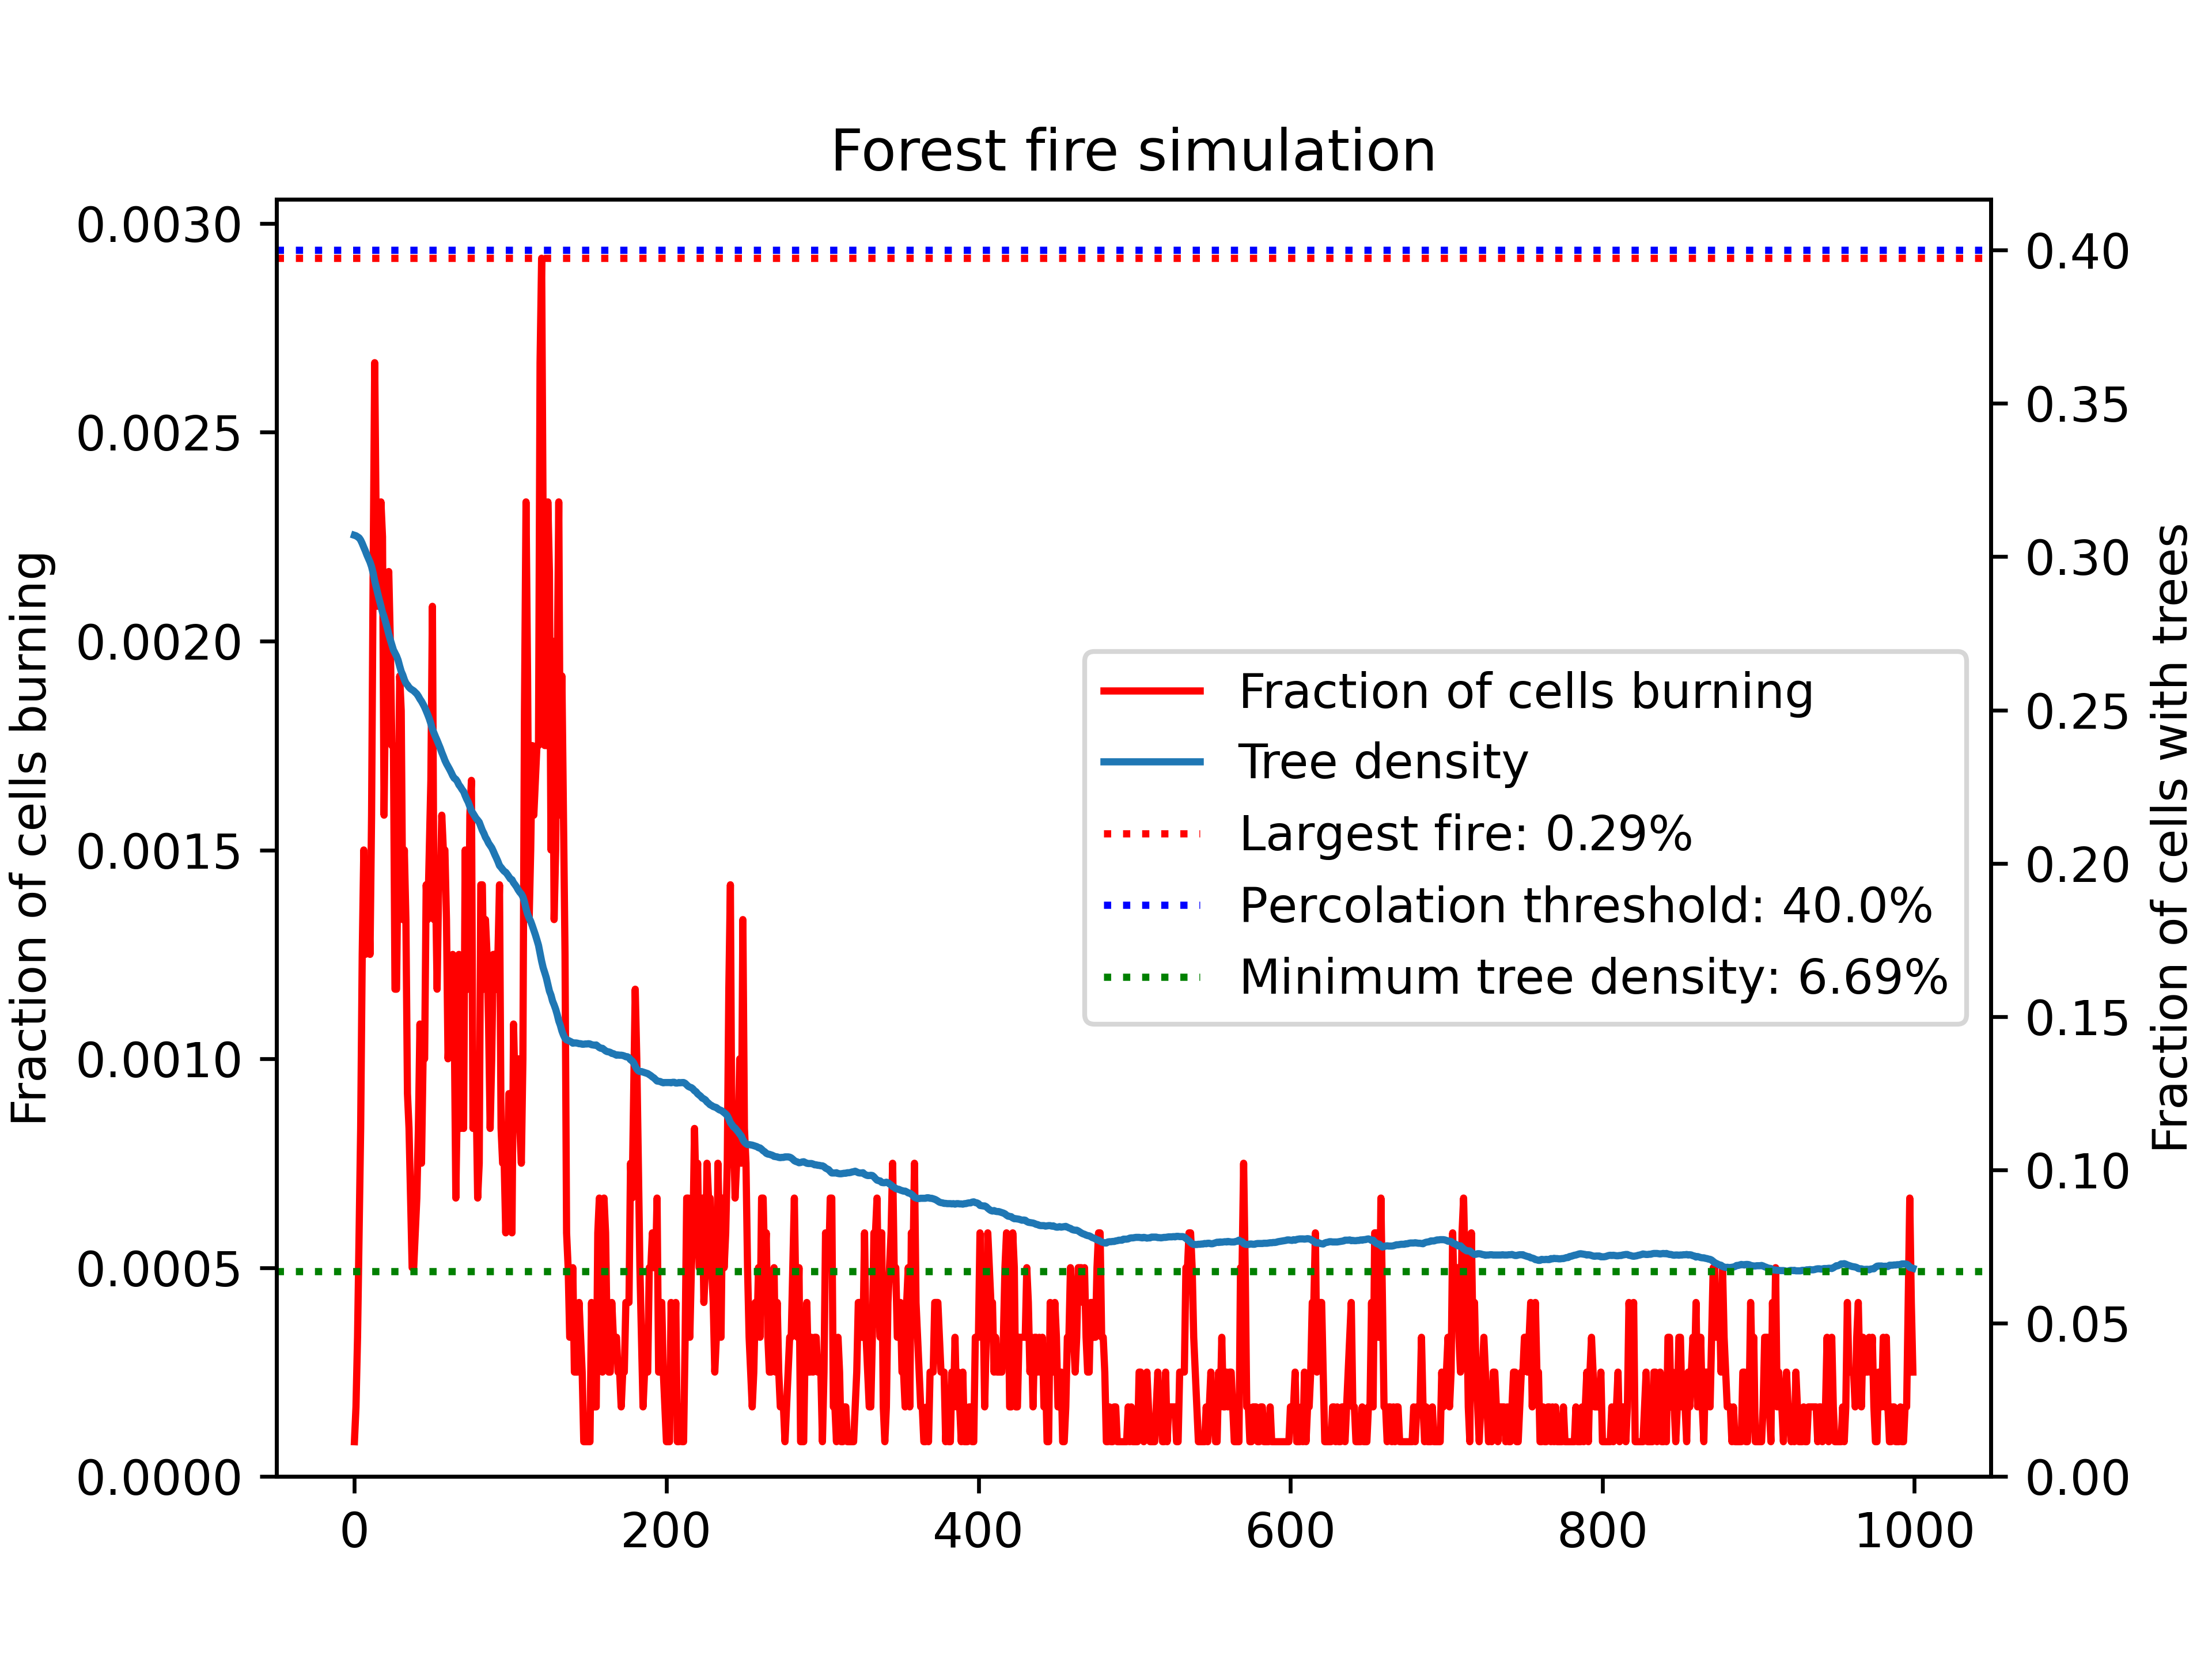 Forest fire simulation
Fraction of cells burning
0.0030
0.0025
0.0020
0.0015
0.0010
0.0005
0.0000
0
200
400
600
800
1000
Fraction of cells burning
Tree density
Largest fire: 0.29%
Percolation threshold: 40.0%
Minimum tree density: 6.69%
0.40
0.35
0.30
0.25
0.20
0.15
0.10
0.05
0.00
Fraction of cells with trees